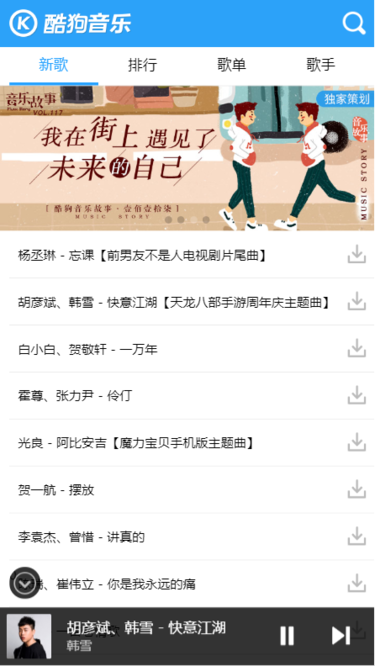 K 酷狗音乐
新歌 排行 歌单 歌手
音乐故事
VOL.117
独家策划
我在街上遇见了
未来的自己
[ 酷狗音乐故事 · 壹佰壹拾柒 ]
MUSIC STORY
音乐故事
MUSIC STORY
杨丞琳 - 忘课【前男友不是人电视剧片尾曲】
胡彦斌、韩雪 - 快意江湖【天龙八部手游周年庆主题曲】
白小白、贺敬轩 - 一万年
霍尊、张力尹 - 伶仃
光良 - 阿比安吉【魔力宝贝手机版主题曲】
贺一航 - 摆放
李袁杰、曾惜 - 讲真的
、崔伟立 - 你是我永远的痛
胡彦斌、韩雪 - 快意江湖
韩雪